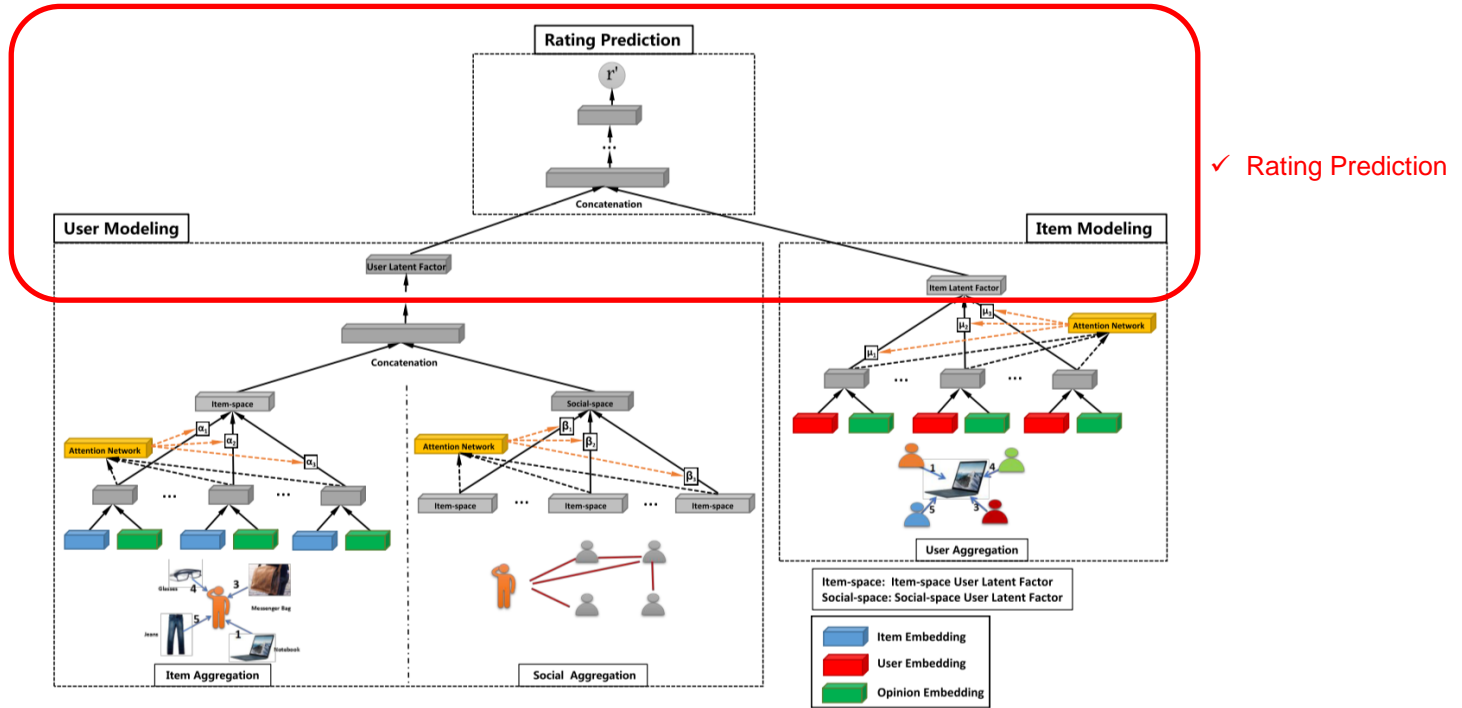 Rating Prediction
r'
...
Concatenation
✓ Rating Prediction
User Modeling
Item Modeling
User Latent Factor
Item Latent Factor
μ3
μ2
Attention Network
μ1
Concatenation
... ...
Item-space
Social-space
User Embedding
α1
α2
Attention Network
α3
β1
β2
Attention Network
β3
... ...
Item-space ... Item-space ... Item-space
1
4
5
3
User Aggregation
Glasses
4
3
Messenger Bag
Jeans
5
1
Notebook
Item Aggregation
Social Aggregation
Item-space: Item-space User Latent Factor
Social-space: Social-space User Latent Factor
Item Embedding
User Embedding
Opinion Embedding